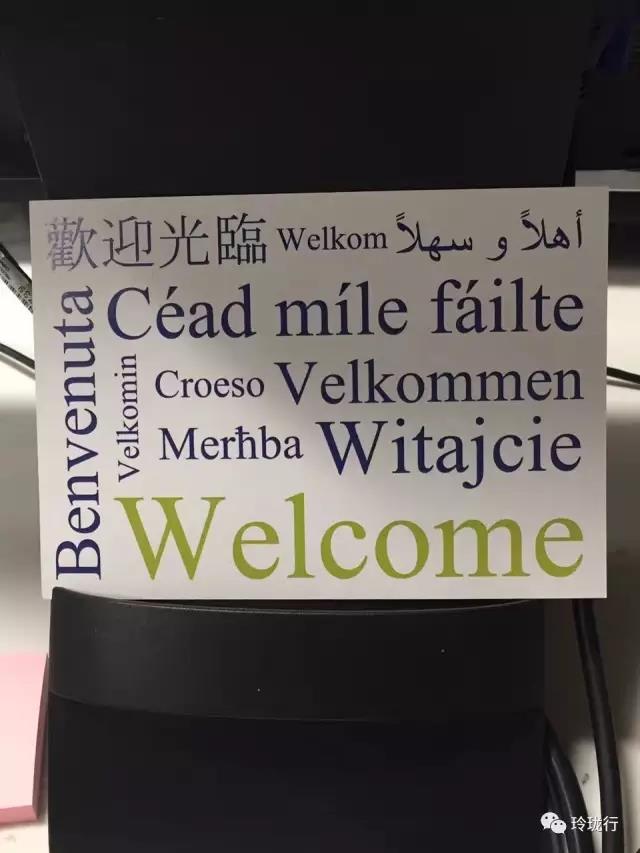 歡迎光臨 Welkom أهلاً و سهلاً
Benvenuta
Céad míle fáilte
Velkomin
Croeso Velkommen
Merħba Witajcie
Welcome
玲珑行